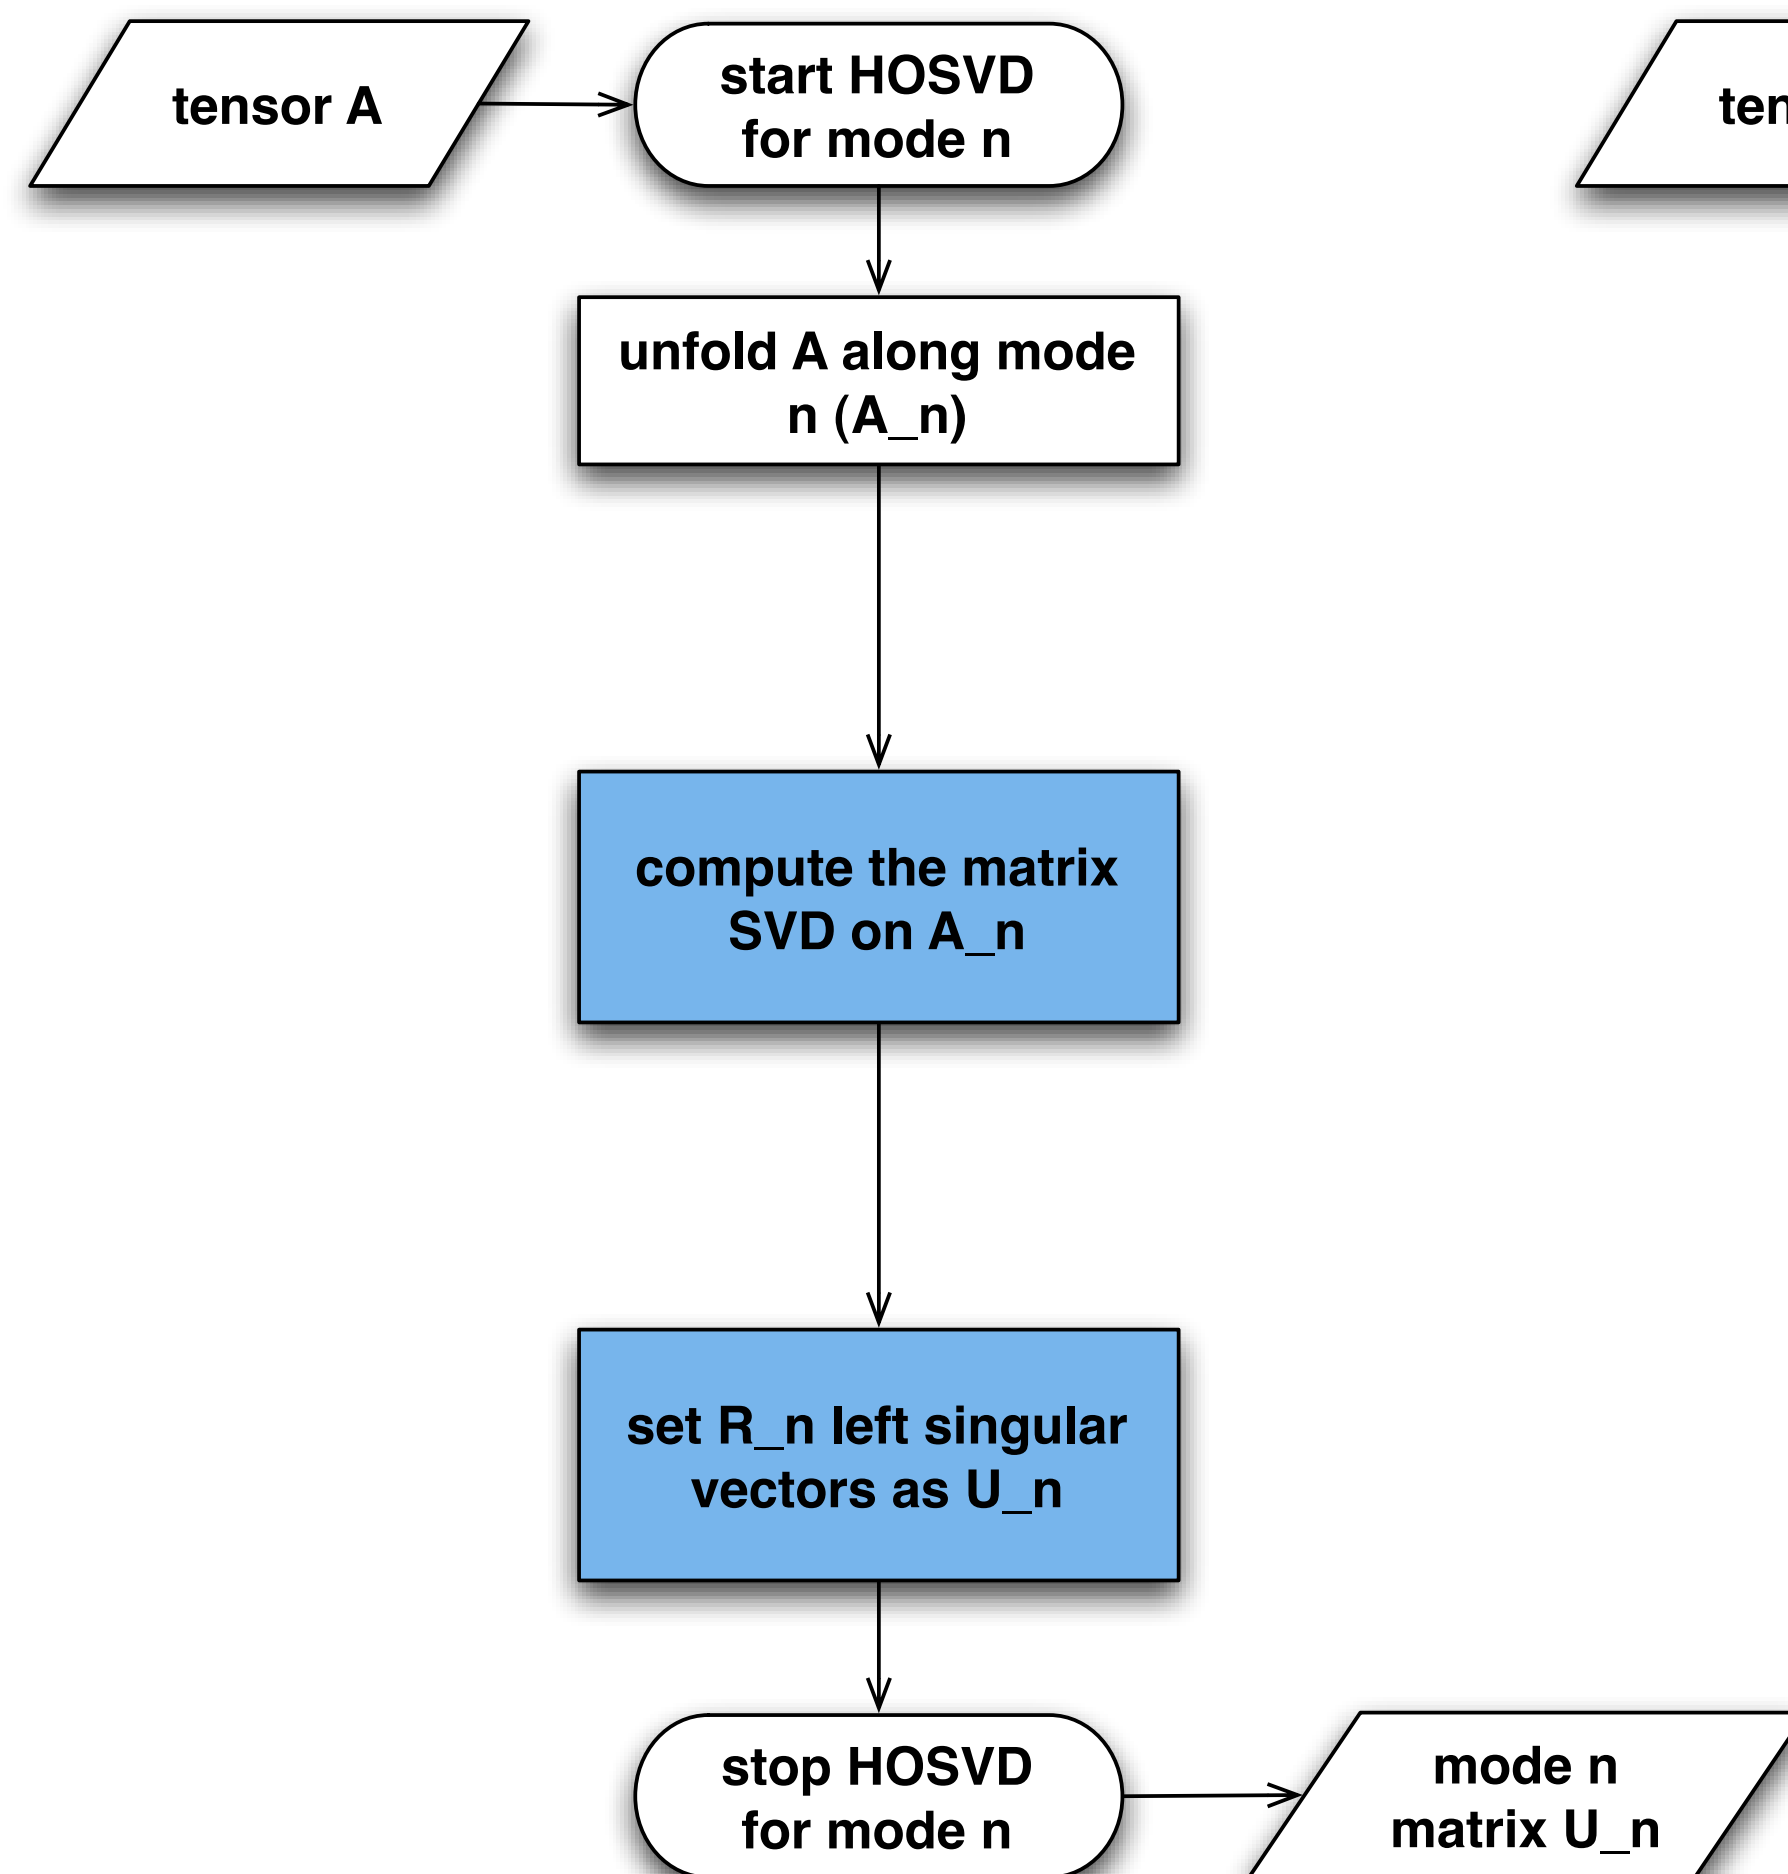 tensor A
start HOSVD
for mode n
unfold A along mode
n (A_n)
compute the matrix
SVD on A_n
set R_n left singular
vectors as U_n
stop HOSVD
for mode n
mode n
matrix U_n